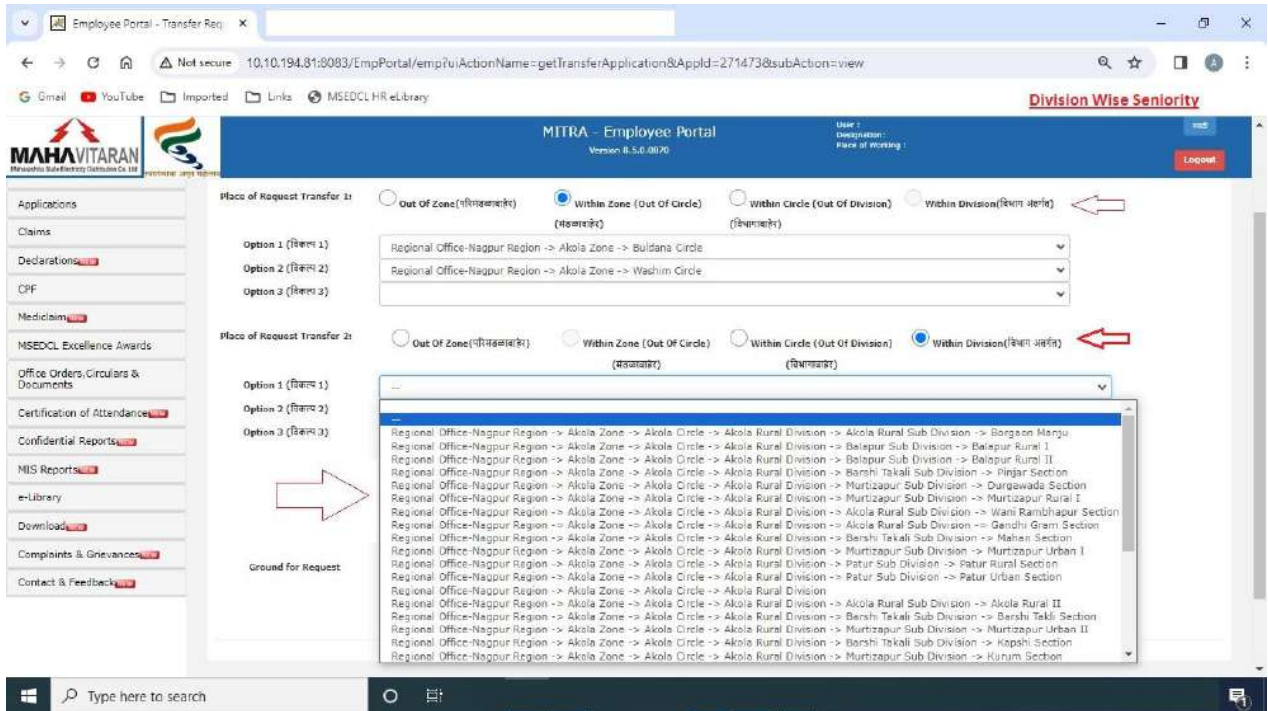 Employee Portal - Transfer Req
Not secure 10.10.194.81:8083/EmpPortal/emp?uiActionName=getTransferApplication&AppId=271473&subAction=view
Gmail YouTube Imported Links MSEDCL HR eLibrary
Division Wise Seniority
MAHAVITARAN
Maharashtra State Electricity Distribution Co. Ltd
MITRA - Employee Portal
Version 8.5.0.0870
User :
Designation :
Place of Working :
मराठी
Logout
Applications
Claims
Declarations
CPF
Mediclaim
MSEDCL Excellence Awards
Office Orders,Circulars &
Documents
Certification of Attendance
Confidential Reports
MIS Reports
e-Library
Download
Complaints & Grievances
Contact & Feedback
Place of Request Transfer 1: Out Of Zone(परिमंडळाबाहेर) Within Zone (Out Of Circle) Within Circle (Out Of Division) Within Division(विभाग अंतर्गत)
(मंडळाबाहेर) (विभागाबाहेर)
Option 1 (विकल्प 1) Regional Office-Nagpur Region -> Akola Zone -> Buldana Circle
Option 2 (विकल्प 2) Regional Office-Nagpur Region -> Akola Zone -> Washim Circle
Option 3 (विकल्प 3)
Place of Request Transfer 2: Out Of Zone(परिमंडळाबाहेर) Within Zone (Out Of Circle) Within Circle (Out Of Division) Within Division(विभाग अंतर्गत)
(मंडळाबाहेर) (विभागाबाहेर)
Option 1 (विकल्प 1) --
Option 2 (विकल्प 2)
Option 3 (विकल्प 3)
--
Regional Office-Nagpur Region -> Akola Zone -> Akola Circle -> Akola Rural Division -> Akola Rural Sub Division -> Borgaon Manju
Regional Office-Nagpur Region -> Akola Zone -> Akola Circle -> Akola Rural Division -> Balapur Sub Division -> Balapur Rural I
Regional Office-Nagpur Region -> Akola Zone -> Akola Circle -> Akola Rural Division -> Balapur Sub Division -> Balapur Rural II
Regional Office-Nagpur Region -> Akola Zone -> Akola Circle -> Akola Rural Division -> Barshi Takali Sub Division -> Pinjar Section
Regional Office-Nagpur Region -> Akola Zone -> Akola Circle -> Akola Rural Division -> Murtizapur Sub Division -> Durgawada Section
Regional Office-Nagpur Region -> Akola Zone -> Akola Circle -> Akola Rural Division -> Murtizapur Sub Division -> Murtizapur Rural I
Regional Office-Nagpur Region -> Akola Zone -> Akola Circle -> Akola Rural Division -> Akola Rural Sub Division -> Wani Rambhapur Section
Regional Office-Nagpur Region -> Akola Zone -> Akola Circle -> Akola Rural Division -> Akola Rural Sub Division -> Gandhi Gram Section
Regional Office-Nagpur Region -> Akola Zone -> Akola Circle -> Akola Rural Division -> Barshi Takali Sub Division -> Mahan Section
Regional Office-Nagpur Region -> Akola Zone -> Akola Circle -> Akola Rural Division -> Murtizapur Sub Division -> Murtizapur Urban I
Regional Office-Nagpur Region -> Akola Zone -> Akola Circle -> Akola Rural Division -> Patur Sub Division -> Patur Rural Section
Regional Office-Nagpur Region -> Akola Zone -> Akola Circle -> Akola Rural Division -> Patur Sub Division -> Patur Urban Section
Regional Office-Nagpur Region -> Akola Zone -> Akola Circle -> Akola Rural Division
Regional Office-Nagpur Region -> Akola Zone -> Akola Circle -> Akola Rural Division -> Akola Rural Sub Division -> Akola Rural II
Regional Office-Nagpur Region -> Akola Zone -> Akola Circle -> Akola Rural Division -> Barshi Takali Sub Division -> Barshi Takli Section
Regional Office-Nagpur Region -> Akola Zone -> Akola Circle -> Akola Rural Division -> Murtizapur Sub Division -> Murtizapur Urban II
Regional Office-Nagpur Region -> Akola Zone -> Akola Circle -> Akola Rural Division -> Barshi Takali Sub Division -> Kapshi Section
Regional Office-Nagpur Region -> Akola Zone -> Akola Circle -> Akola Rural Division -> Murtizapur Sub Division -> Kurum Section
Ground for Request
Type here to search